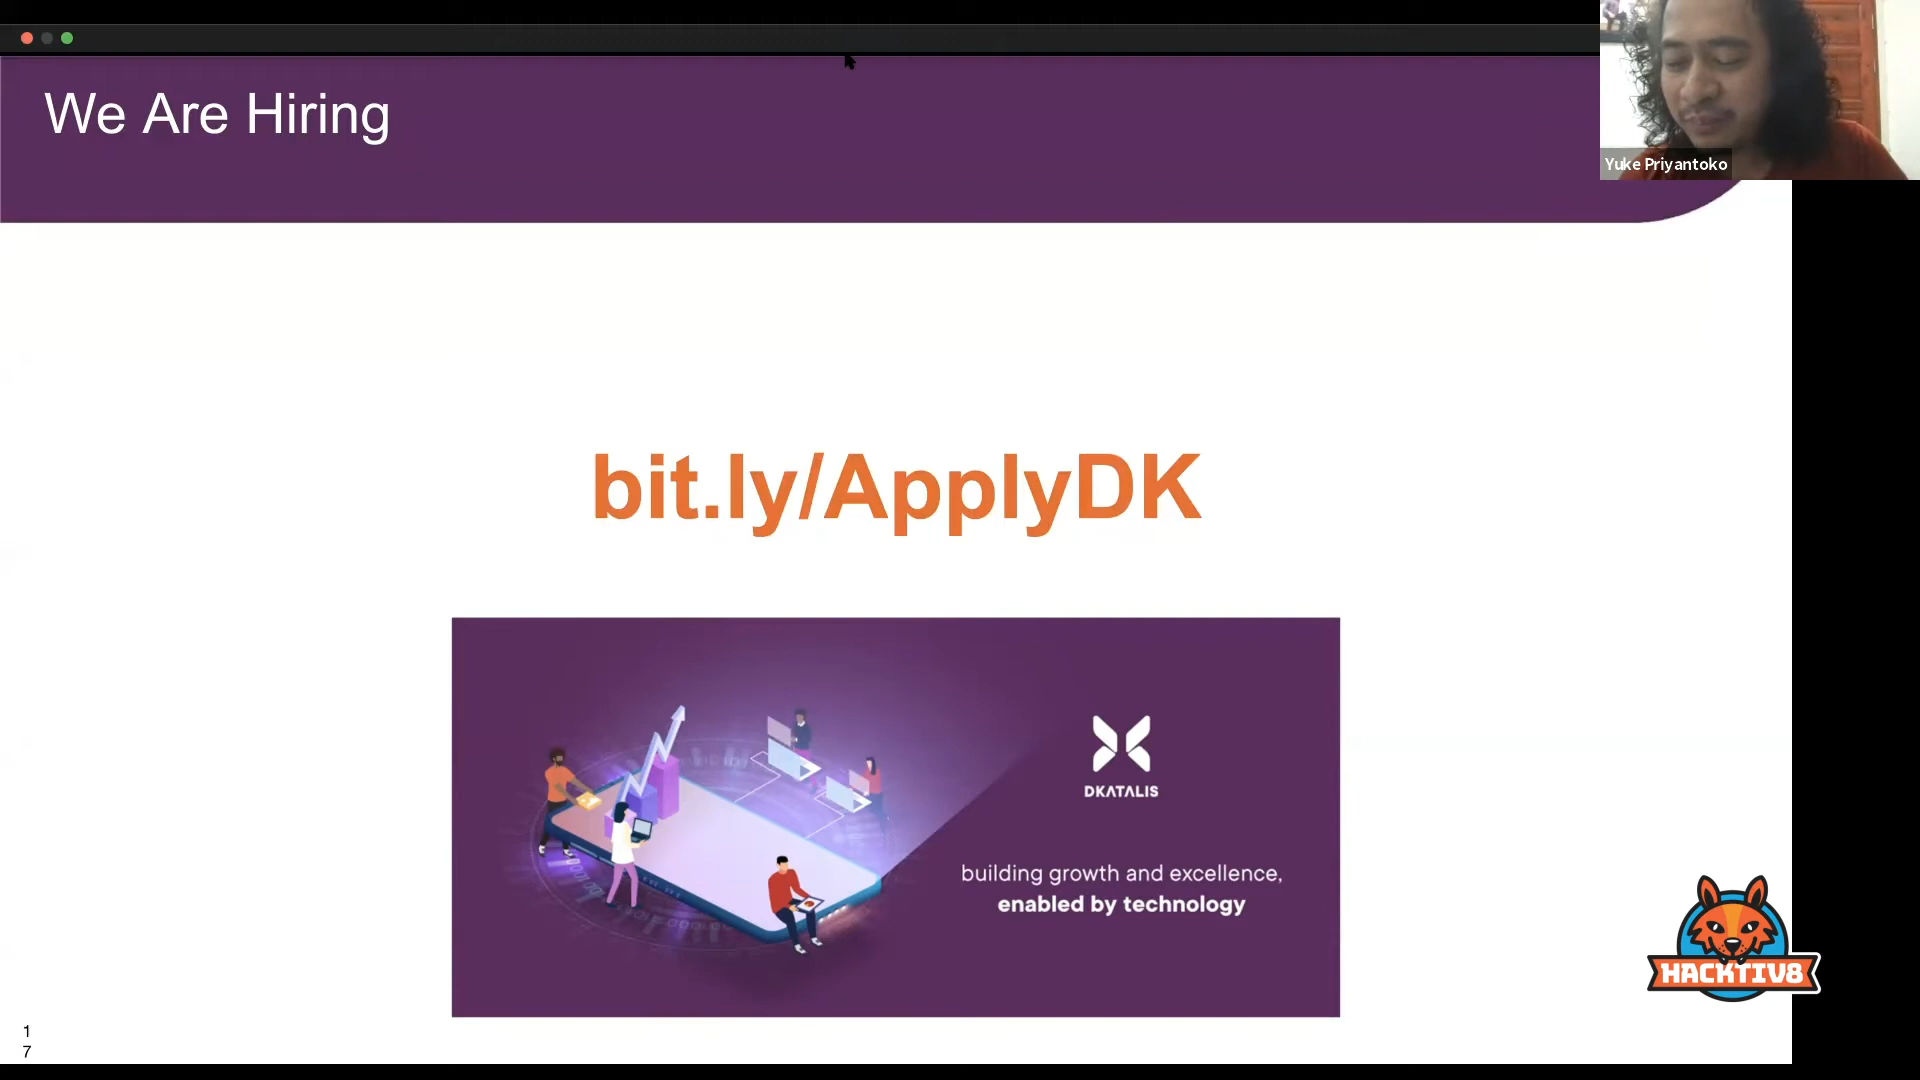 We Are Hiring
Yuke Priyantoko
bit.ly/ApplyDK
DKATALIS
building growth and excellence,
enabled by technology
HACKTIV8
1
7